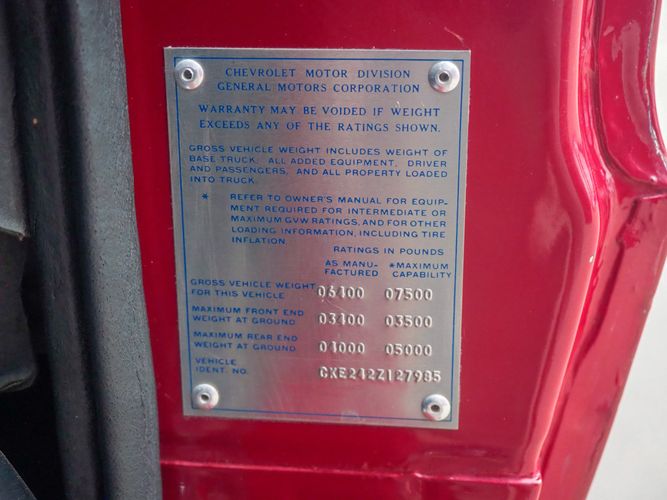 CHEVROLET MOTOR DIVISION
GENERAL MOTORS CORPORATION
WARRANTY MAY BE VOIDED IF WEIGHT
EXCEEDS ANY OF THE RATINGS SHOWN.
GROSS VEHICLE WEIGHT INCLUDES WEIGHT OF
BASE TRUCK, ALL ADDED EQUIPMENT, DRIVER
AND PASSENGERS, AND ALL PROPERTY LOADED
INTO TRUCK.
* REFER TO OWNER'S MANUAL FOR EQUIP-
MENT REQUIRED FOR INTERMEDIATE OR
MAXIMUM GVW RATINGS, AND FOR OTHER
LOADING INFORMATION, INCLUDING TIRE
INFLATION.
RATINGS IN POUNDS
AS MANU- *MAXIMUM
FACTURED CAPABILITY
GROSS VEHICLE WEIGHT
FOR THIS VEHICLE 06400 07500
MAXIMUM FRONT END
WEIGHT AT GROUND 03400 03500
MAXIMUM REAR END
WEIGHT AT GROUND 04000 05000
VEHICLE
IDENT. NO. CKE242Z127985